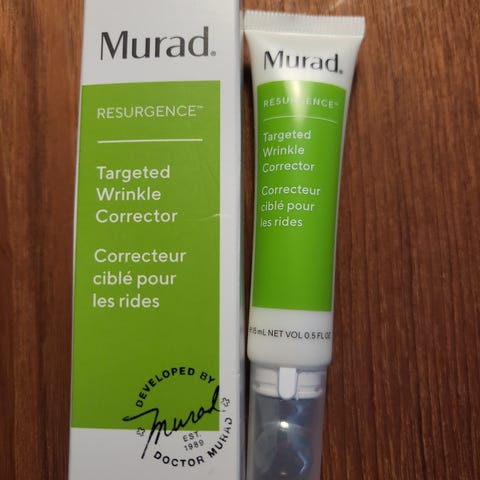 Murad.
RESURGENCE™
Targeted
Wrinkle
Corrector
Correcteur
ciblé pour
les rides
DEVELOPED BY
Murad
EST.
1989
DOCTOR MURAD
Murad.
RESURGENCE™
Targeted
Wrinkle
Corrector
Correcteur
ciblé pour
les rides
15 mL NET VOL 0.5 FL